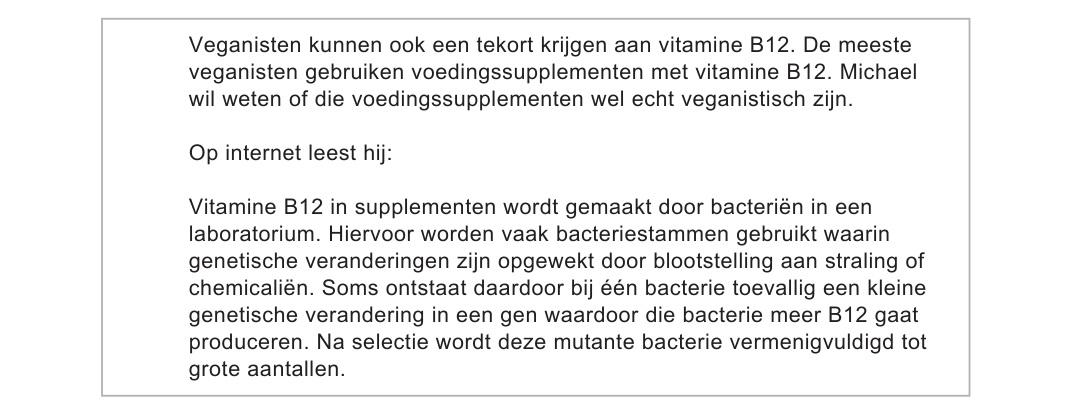 Veganisten kunnen ook een tekort krijgen aan vitamine B12. De meeste
veganisten gebruiken voedingssupplementen met vitamine B12. Michael
wil weten of die voedingssupplementen wel echt veganistisch zijn.
Op internet leest hij:
Vitamine B12 in supplementen wordt gemaakt door bacteriën in een
laboratorium. Hiervoor worden vaak bacteriestammen gebruikt waarin
genetische veranderingen zijn opgewekt door blootstelling aan straling of
chemicaliën. Soms ontstaat daardoor bij één bacterie toevallig een kleine
genetische verandering in een gen waardoor die bacterie meer B12 gaat
produceren. Na selectie wordt deze mutante bacterie vermenigvuldigd tot
grote aantallen.